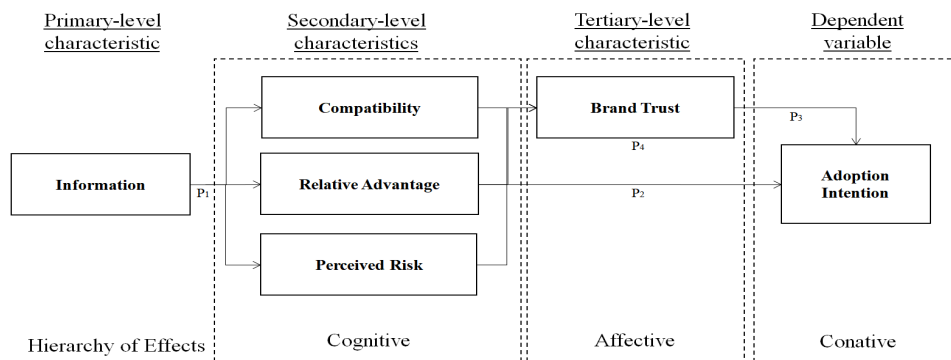 Primary-level
characteristic
Secondary-level
characteristics
Tertiary-level
characteristic
Dependent
variable
Compatibility
Brand Trust
P3
P4
Information
P1
Relative Advantage
P2
Adoption
Intention
Perceived Risk
Hierarchy of Effects
Cognitive
Affective
Conative